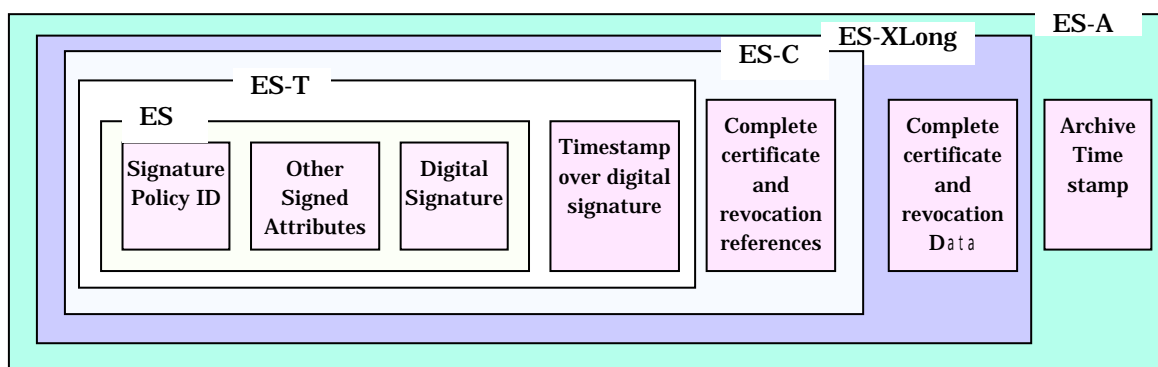 ES-A
ES-XLong
ES-C
ES-T
ES
Signature
Policy ID
Other
Signed
Attributes
Digital
Signature
Timestamp
over digital
signature
Complete
certificate
and
revocation
references
Complete
certificate
and
revocation
Data
Archive
Time
stamp